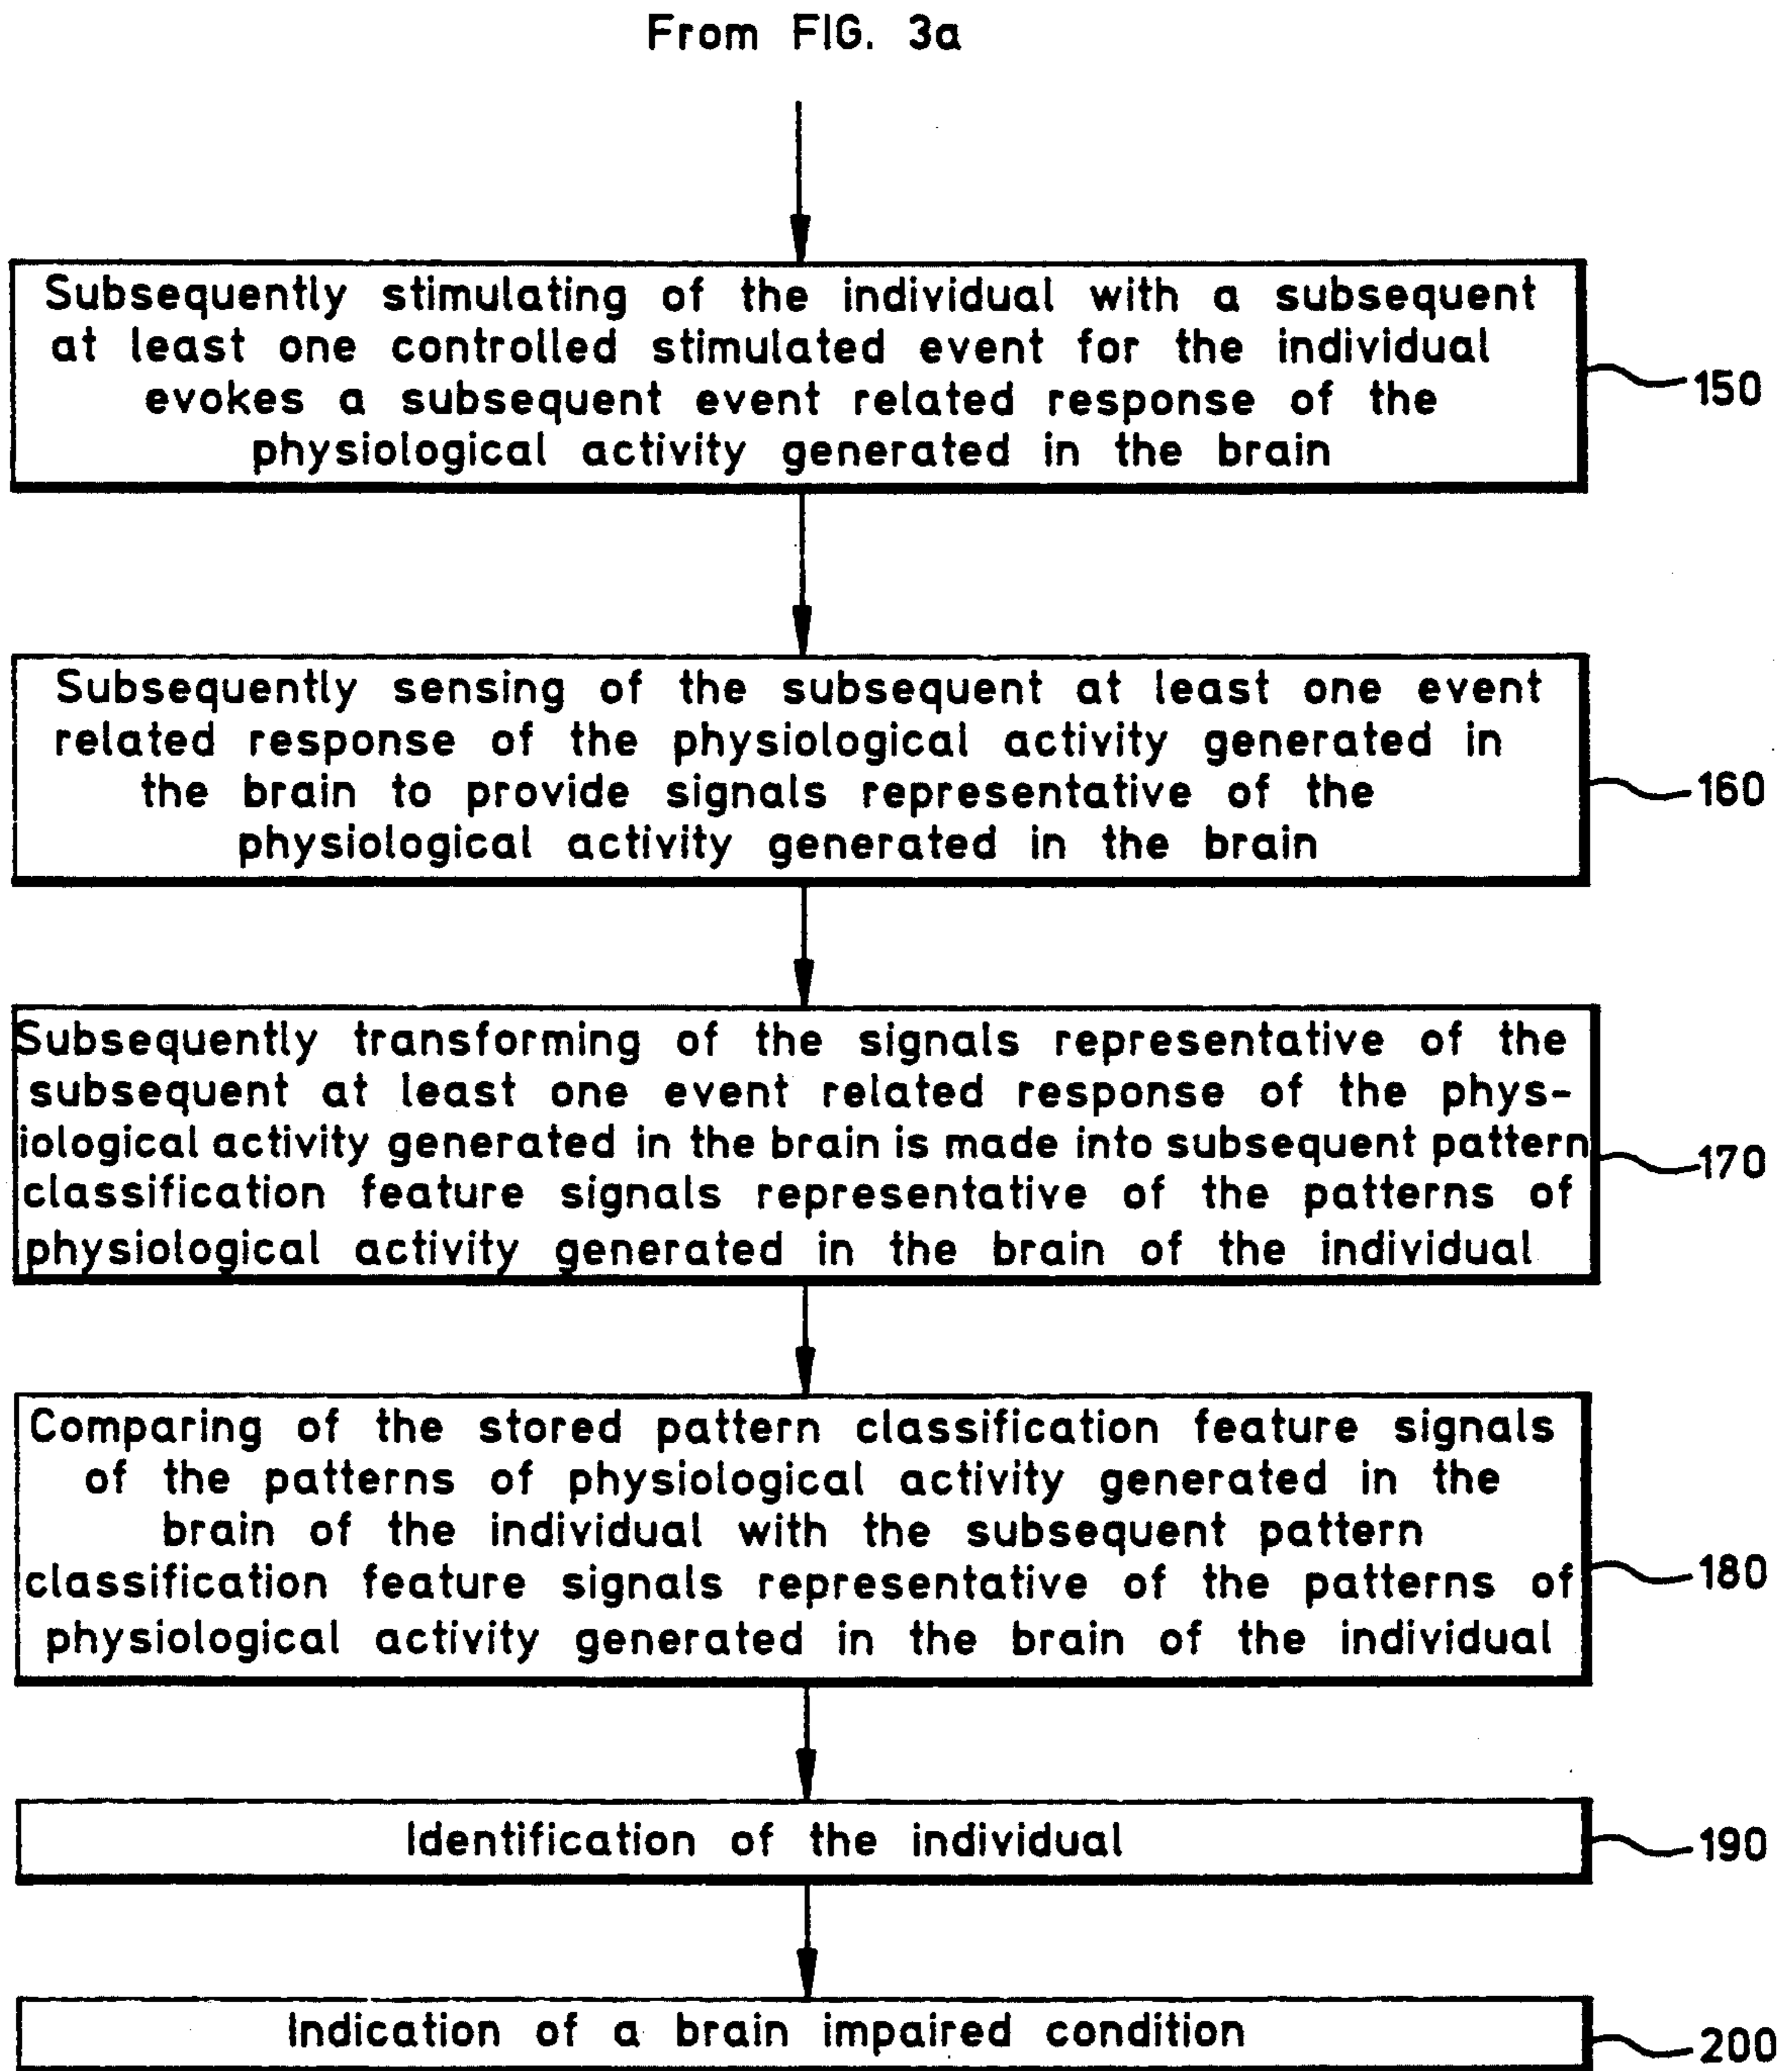 From FIG. 3a
Subsequently stimulating of the individual with a subsequent
at least one controlled stimulated event for the individual
evokes a subsequent event related response of the
physiological activity generated in the brain
150
Subsequently sensing of the subsequent at least one event
related response of the physiological activity generated in
the brain to provide signals representative of the
physiological activity generated in the brain
160
Subsequently transforming of the signals representative of the
subsequent at least one event related response of the phys-
iological activity generated in the brain is made into subsequent pattern
classification feature signals representative of the patterns of
physiological activity generated in the brain of the individual
170
Comparing of the stored pattern classification feature signals
of the patterns of physiological activity generated in the
brain of the individual with the subsequent pattern
classification feature signals representative of the patterns of
physiological activity generated in the brain of the individual
180
Identification of the individual
190
Indication of a brain impaired condition
200